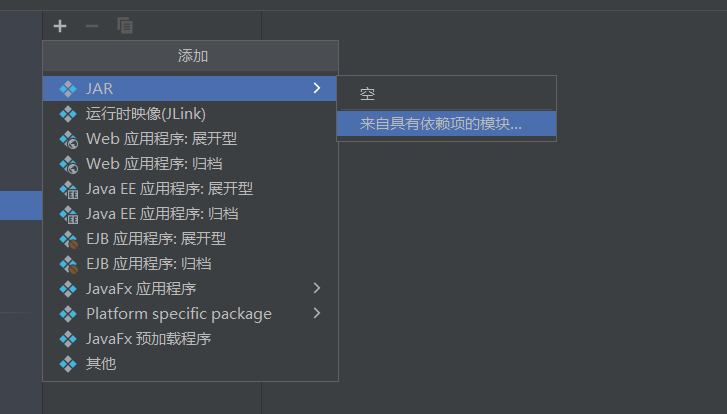 添加
JAR
空
来自具有依赖项的模块...
运行时映像(JLink)
Web 应用程序: 展开型
Web 应用程序: 归档
Java EE 应用程序: 展开型
Java EE 应用程序: 归档
EJB 应用程序: 展开型
EJB 应用程序: 归档
JavaFx 应用程序
Platform specific package
JavaFx 预加载程序
其他